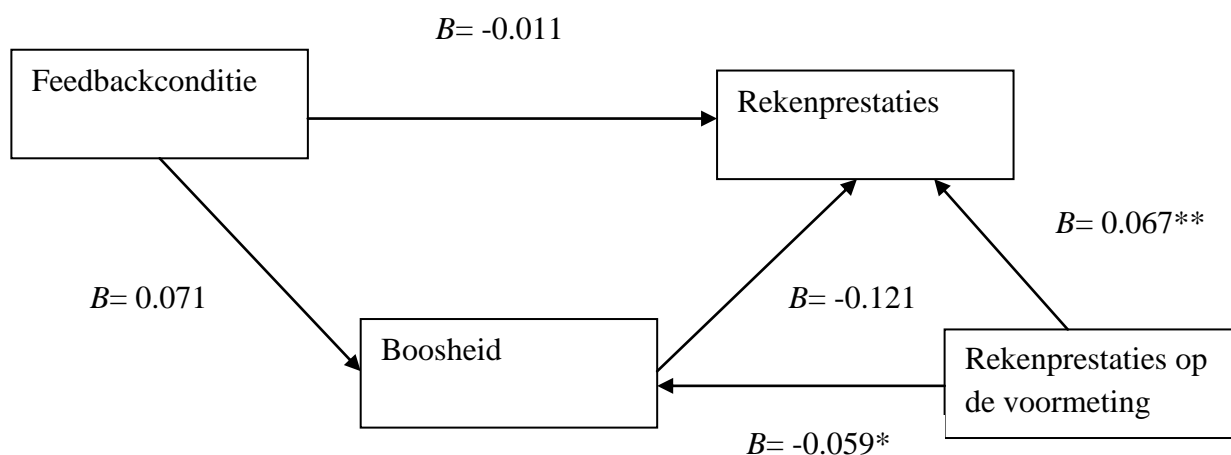 B= -0.011
Feedbackconditie
Rekenprestaties
B= 0.067**
B= 0.071
B= -0.121
Boosheid
Rekenprestaties op
de voormeting
B= -0.059*